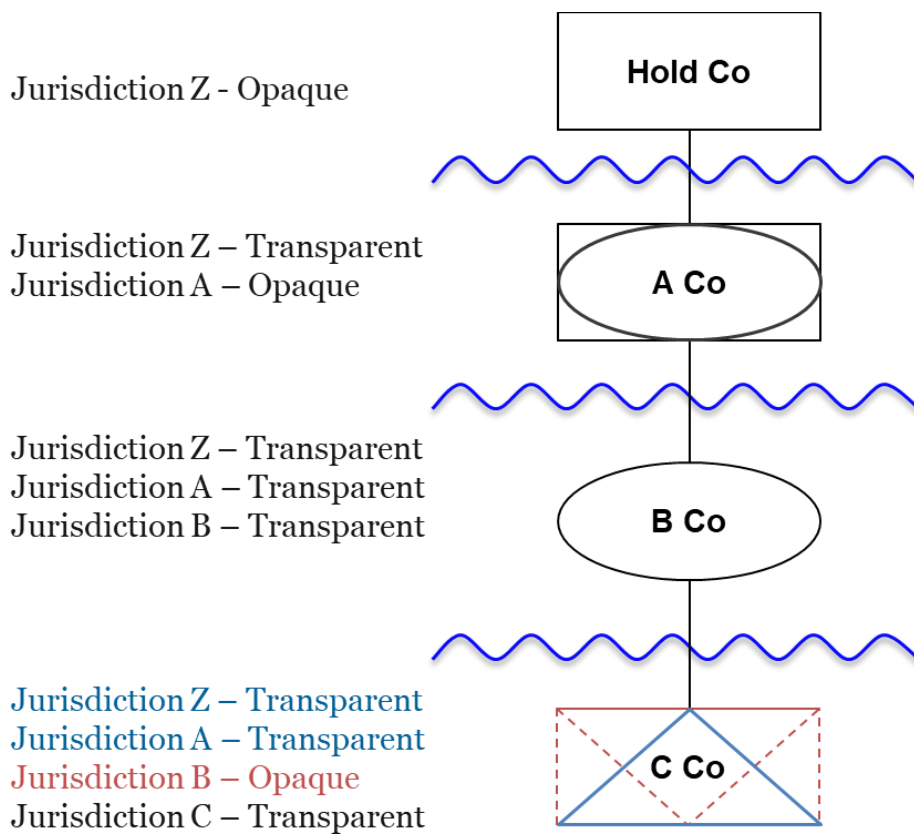 Hold Co
Jurisdiction Z - Opaque
Jurisdiction Z – Transparent
Jurisdiction A – Opaque
A Co
Jurisdiction Z – Transparent
Jurisdiction A – Transparent
Jurisdiction B – Transparent
B Co
Jurisdiction Z – Transparent
Jurisdiction A – Transparent
Jurisdiction B – Opaque
Jurisdiction C – Transparent
C Co